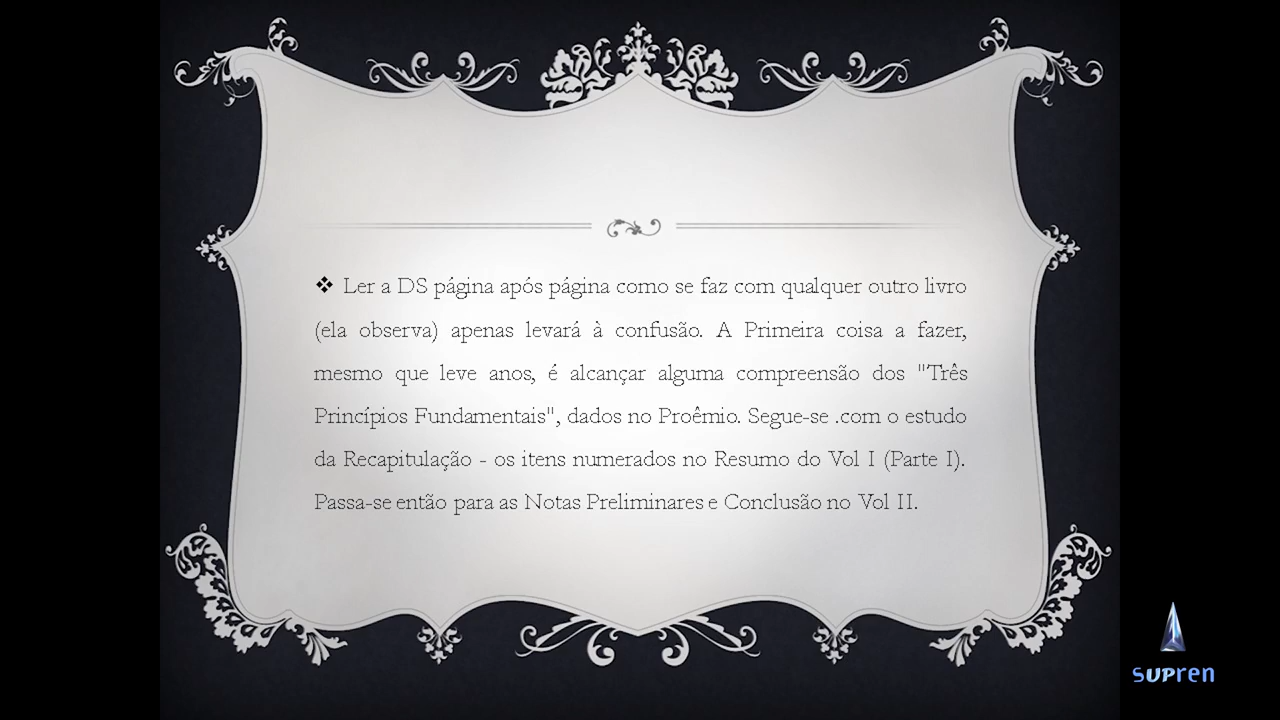 ❖ Ler a DS página após página como se faz com qualquer outro livro
(ela observa) apenas levará à confusão. A Primeira coisa a fazer,
mesmo que leve anos, é alcançar alguma compreensão dos "Três
Princípios Fundamentais", dados no Proêmio. Segue-se .com o estudo
da Recapitulação - os itens numerados no Resumo do Vol I (Parte I).
Passa-se então para as Notas Preliminares e Conclusão no Vol II.
supren